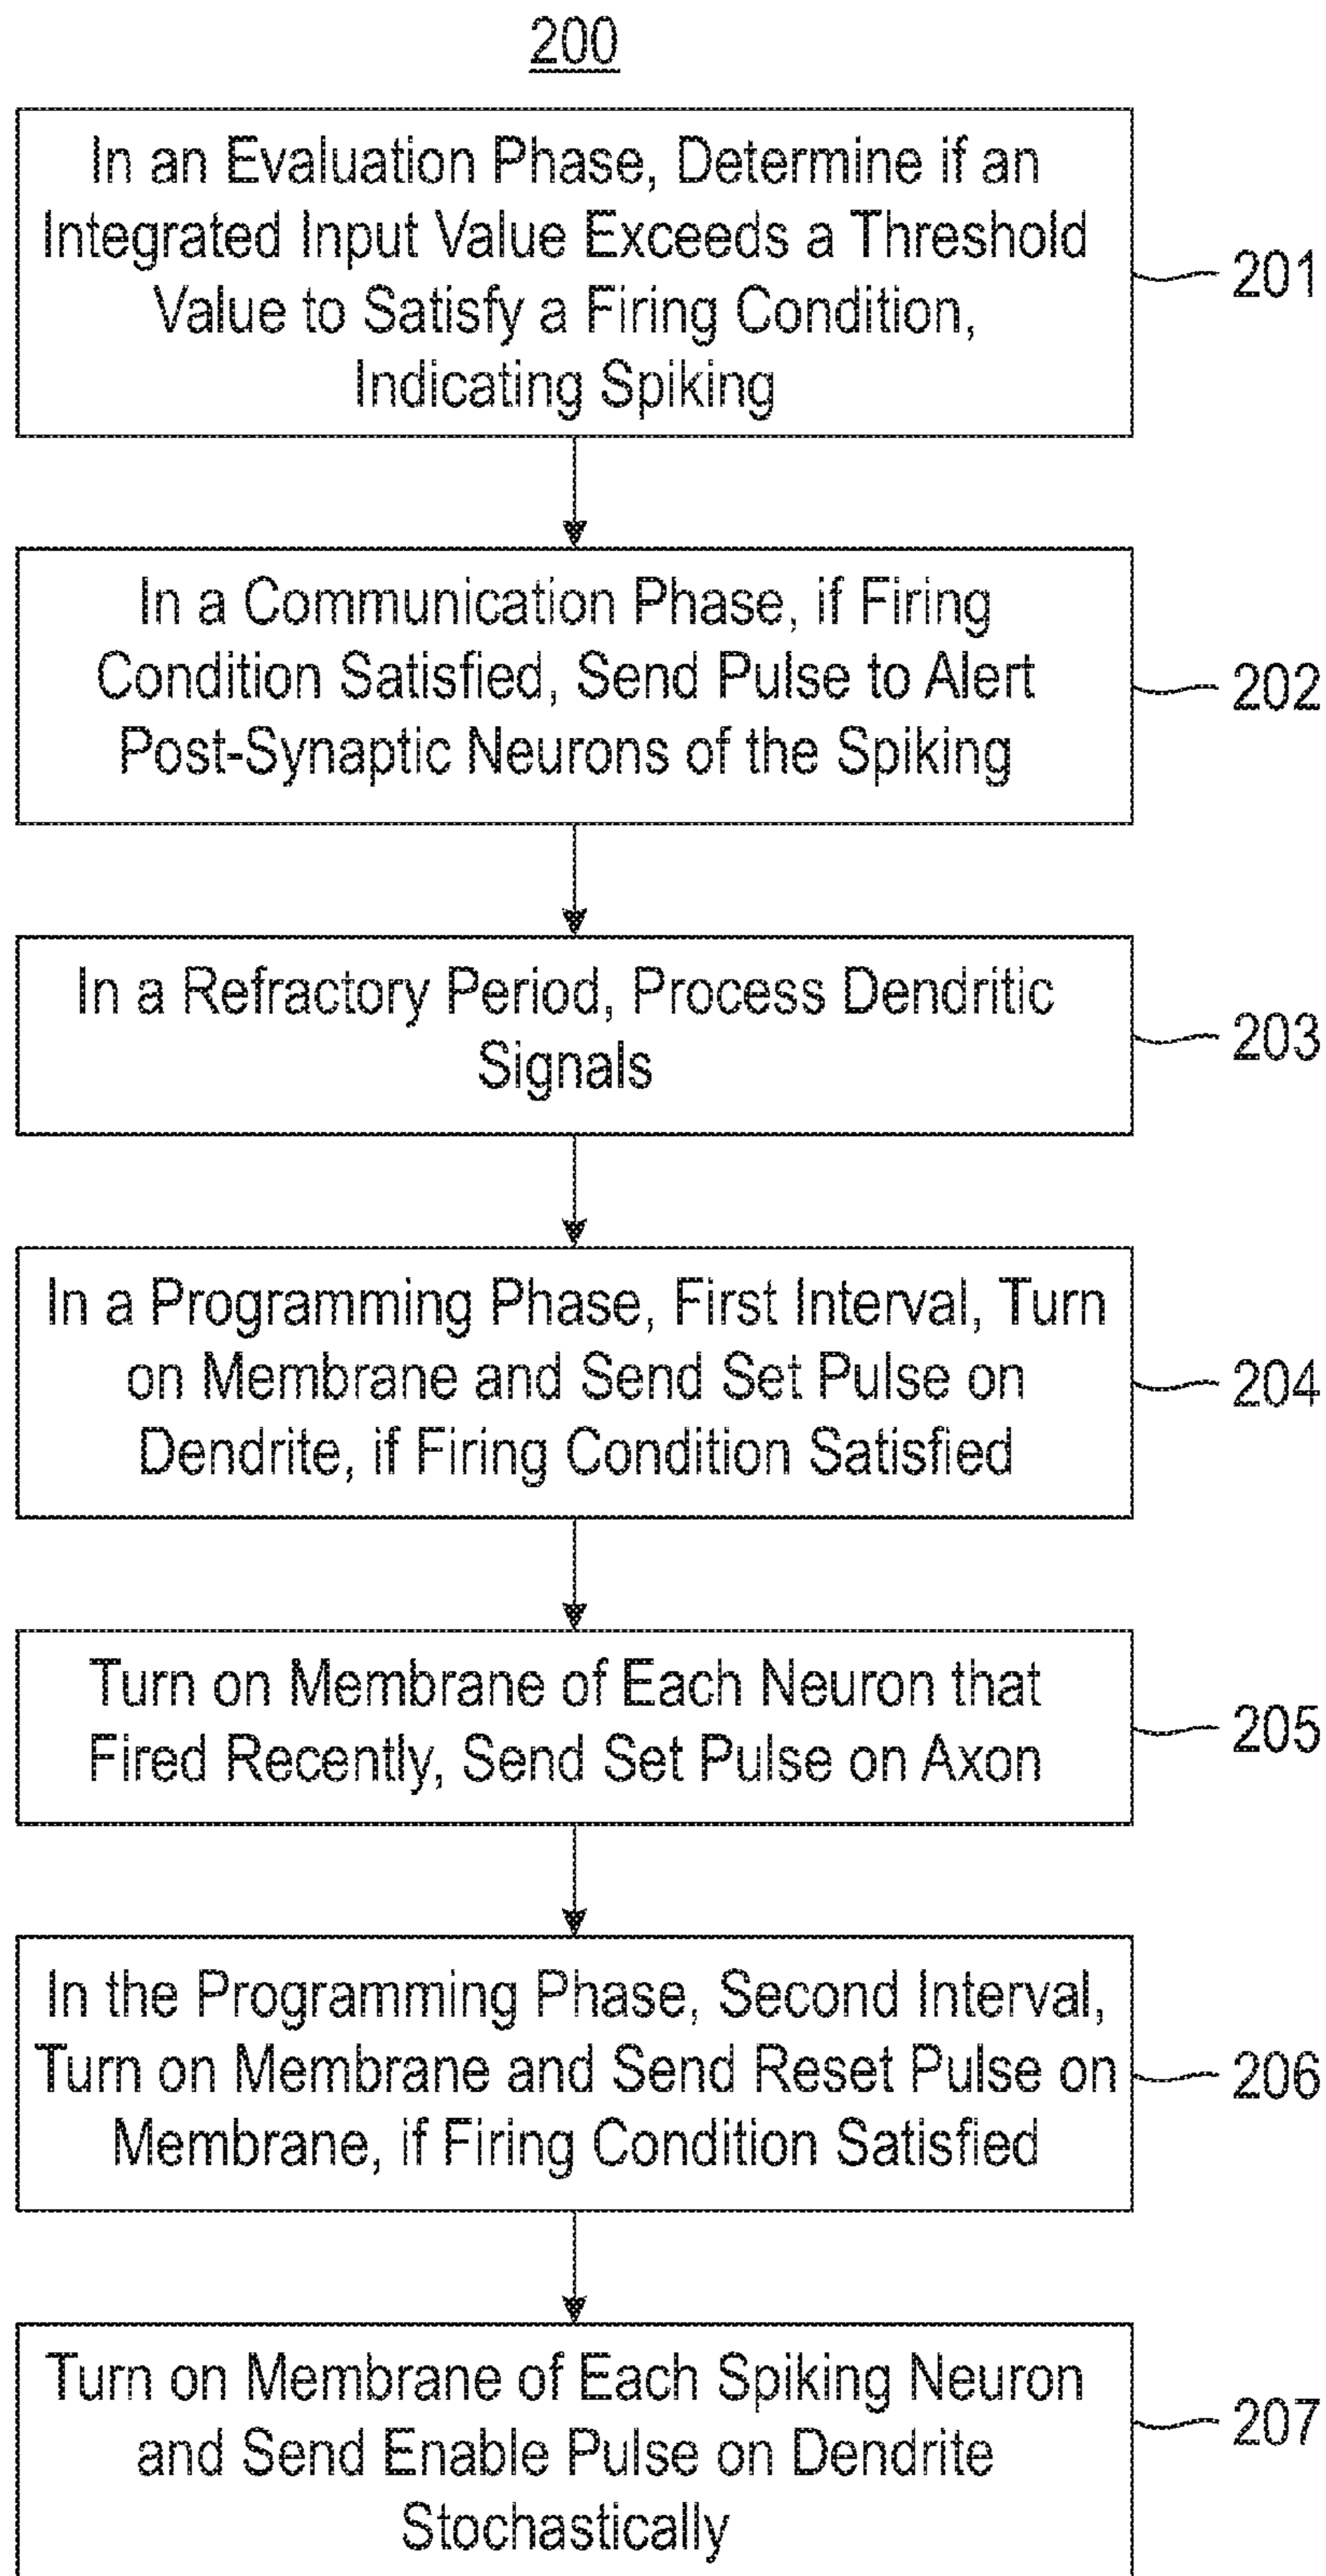 200
In an Evaluation Phase, Determine if an
Integrated Input Value Exceeds a Threshold
Value to Satisfy a Firing Condition,
Indicating Spiking
201
In a Communication Phase, if Firing
Condition Satisfied, Send Pulse to Alert
Post-Synaptic Neurons of the Spiking
202
In a Refractory Period, Process Dendritic
Signals
203
In a Programming Phase, First Interval, Turn
on Membrane and Send Set Pulse on
Dendrite, if Firing Condition Satisfied
204
Turn on Membrane of Each Neuron that
Fired Recently, Send Set Pulse on Axon
205
In the Programming Phase, Second Interval,
Turn on Membrane and Send Reset Pulse on
Membrane, if Firing Condition Satisfied
206
Turn on Membrane of Each Spiking Neuron
and Send Enable Pulse on Dendrite
Stochastically
207